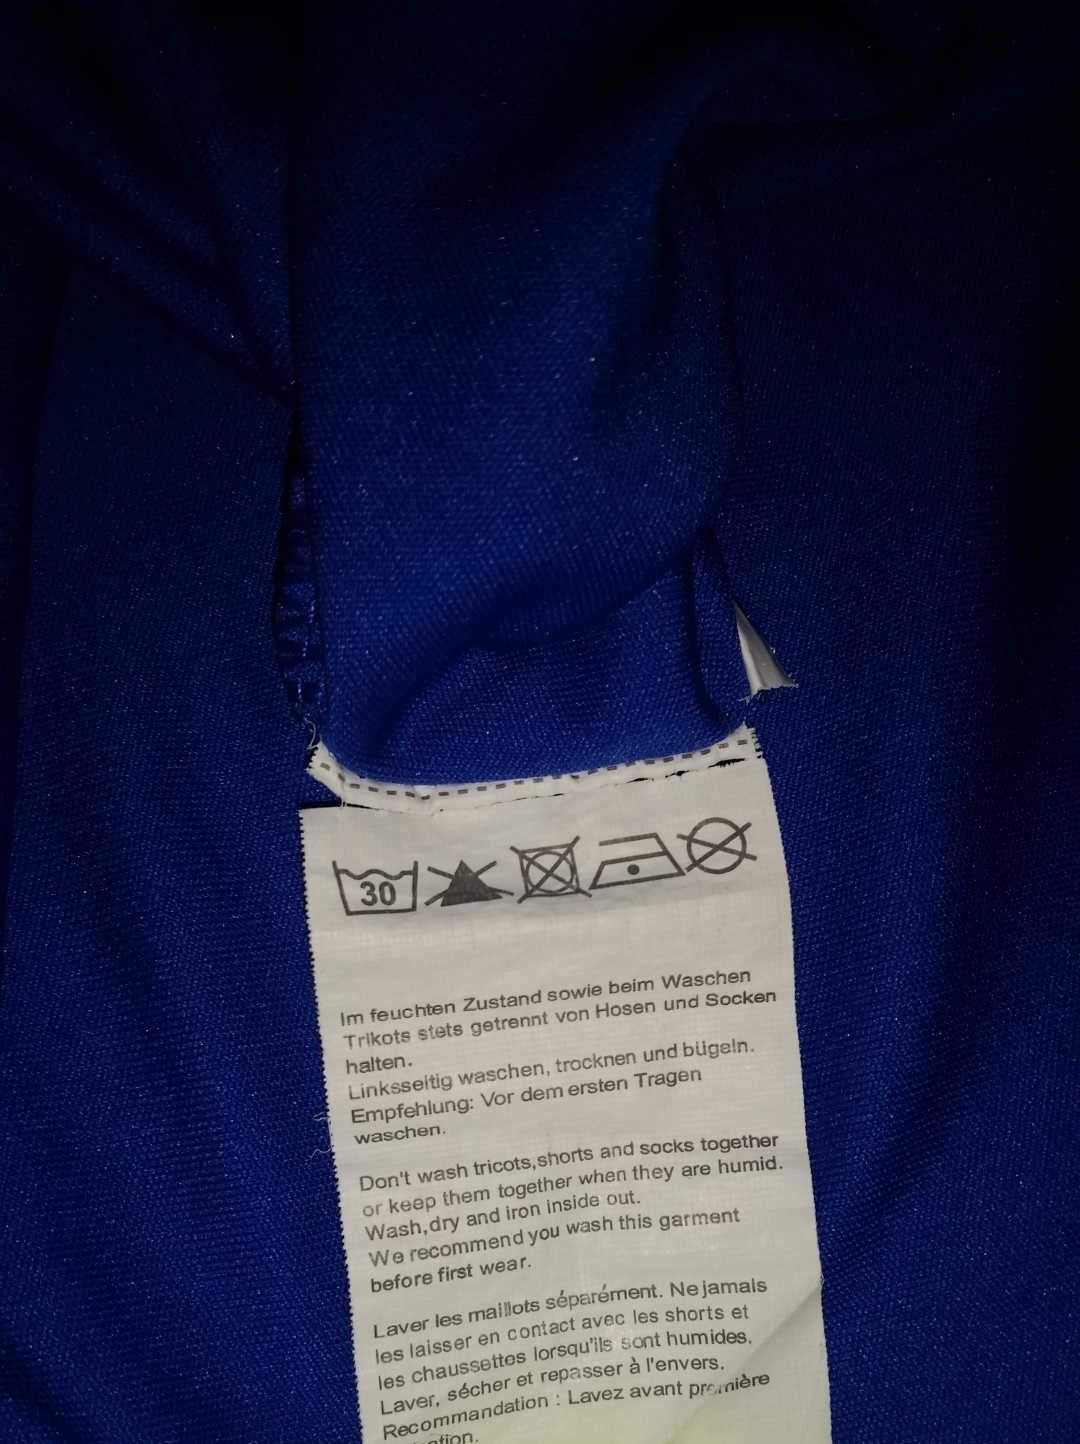 30
Im feuchten Zustand sowie beim Waschen
Trikots stets getrennt von Hosen und Socken
halten.
Linksseitig waschen, trocknen und bügeln.
Empfehlung: Vor dem ersten Tragen
waschen.
Don't wash tricots,shorts and socks together
or keep them together when they are humid.
Wash,dry and iron inside out.
We recommend you wash this garment
before first wear.
Laver les maillots séparément. Ne jamais
les laisser en contact avec les shorts et
les chaussettes lorsqu'ils sont humides.
Laver, sécher et repasser à l'envers.
Recommandation : Lavez avant première